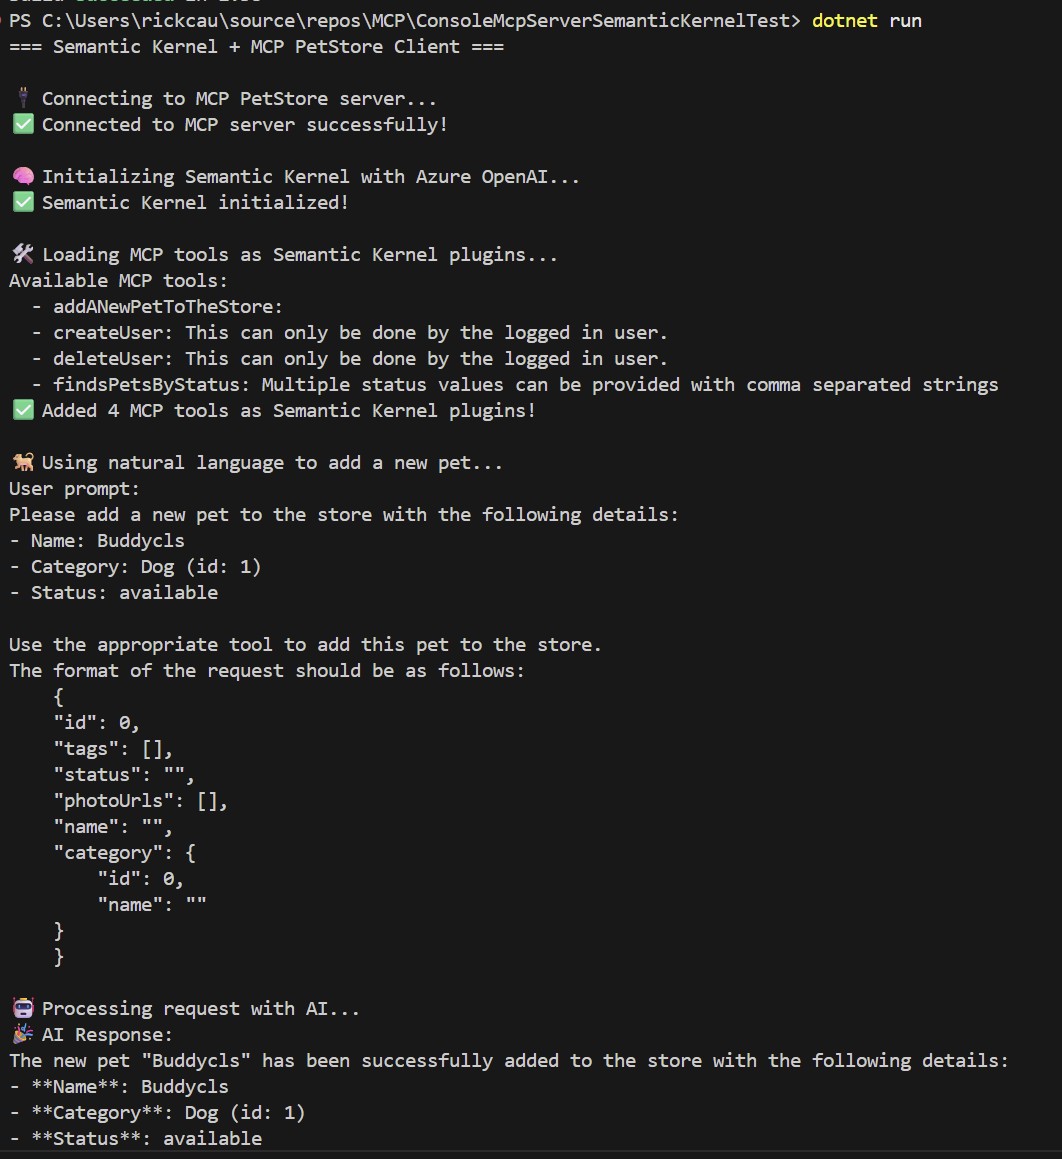 PS C:\Users\rickcau\source\repos\MCP\ConsoleMcpServerSemanticKernelTest> dotnet run
=== Semantic Kernel + MCP PetStore Client ===
🔌 Connecting to MCP PetStore server...
✅ Connected to MCP server successfully!
🧠 Initializing Semantic Kernel with Azure OpenAI...
✅ Semantic Kernel initialized!
🛠 Loading MCP tools as Semantic Kernel plugins...
Available MCP tools:
  - addANewPetToTheStore:
  - createUser: This can only be done by the logged in user.
  - deleteUser: This can only be done by the logged in user.
  - findsPetsByStatus: Multiple status values can be provided with comma separated strings
✅ Added 4 MCP tools as Semantic Kernel plugins!
🐕 Using natural language to add a new pet...
User prompt:
Please add a new pet to the store with the following details:
- Name: Buddycls
- Category: Dog (id: 1)
- Status: available
Use the appropriate tool to add this pet to the store.
The format of the request should be as follows:
    {
    "id": 0,
    "tags": [],
    "status": "",
    "photoUrls": [],
    "name": "",
    "category": {
        "id": 0,
        "name": ""
    }
    }
🤖 Processing request with AI...
🎉 AI Response:
The new pet "Buddycls" has been successfully added to the store with the following details:
- **Name**: Buddycls
- **Category**: Dog (id: 1)
- **Status**: available